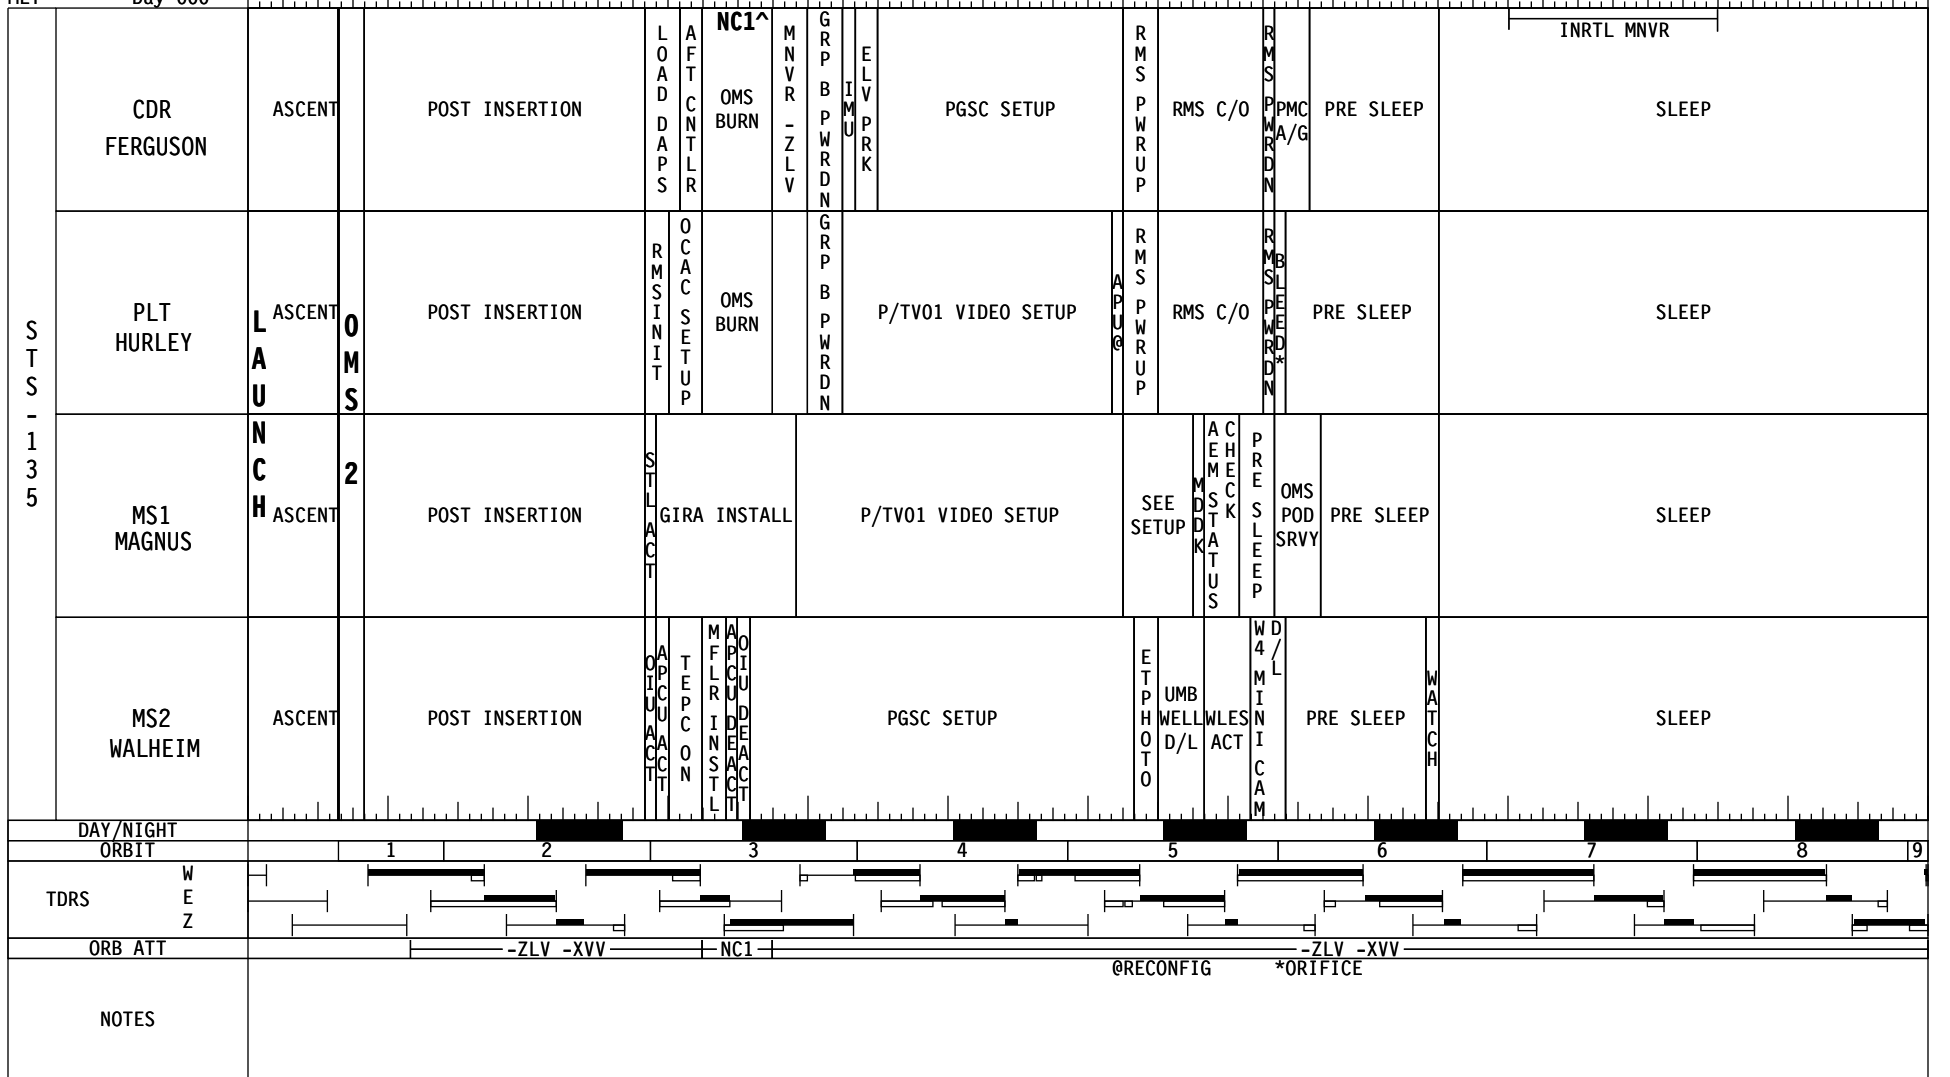 MET Day 000
STS-135
LAUNCH
OMS 2
CDR
FERGUSON
ASCENT
POST INSERTION
LOAD DAPS
AFT CNTLR
NC1^
OMS
BURN
MNVR -ZLV
GRP B PWRDN
IMU
ELV PRK
PGSC SETUP
RMS PWRUP
RMS C/O
RMS PWRDN
PMC
A/G
PRE SLEEP
INRTL MNVR
SLEEP
PLT
HURLEY
ASCENT
POST INSERTION
RMSINIT
OCAC SETUP
OMS
BURN
GRP B PWRDN
P/TV01 VIDEO SETUP
APU@
RMS PWRUP
RMS C/O
RMS PWRDN
BLEED*
PRE SLEEP
SLEEP
MS1
MAGNUS
ASCENT
POST INSERTION
STL ACT
GIRA INSTALL
P/TV01 VIDEO SETUP
SEE
SETUP
MDDK
AEM STATUS
CHECK
PRE SLEEP
OMS
POD
SRVY
PRE SLEEP
SLEEP
MS2
WALHEIM
ASCENT
POST INSERTION
OIU ACT
APCU ACT
TEPC ON
MFLR INSTL
APCU DEACT
OIU DEACT
PGSC SETUP
ETPHOTO
UMB
WELL
D/L
WLES
ACT
W4 MINI CAM
D/L
PRE SLEEP
WATCH
SLEEP
DAY/NIGHT
ORBIT 1 2 3 4 5 6 7 8 9
TDRS
W
E
Z
ORB ATT -ZLV -XVV NC1 -ZLV -XVV
@RECONFIG *ORIFICE
NOTES